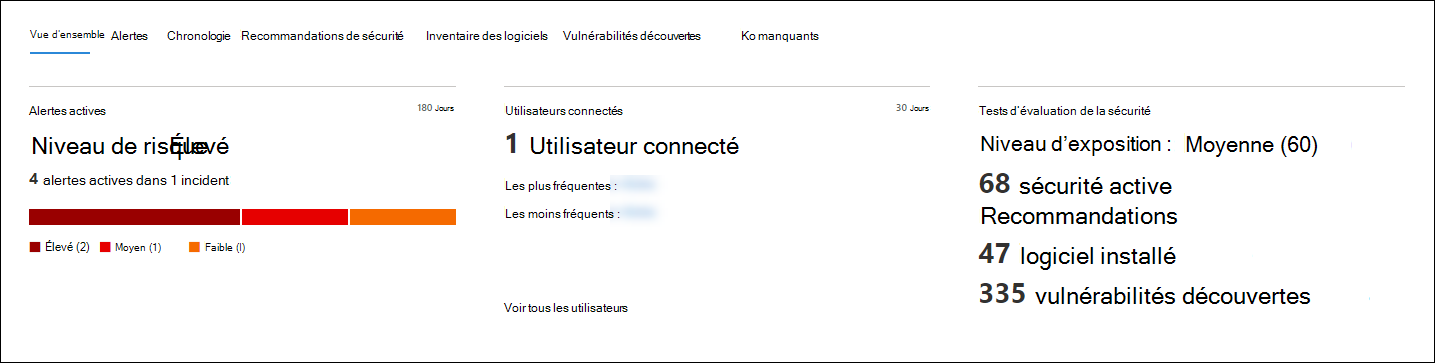 Vue d'ensemble Alertes Chronologie Recommandations de sécurité Inventaire des logiciels Vulnérabilités découvertes Ko manquants
Alertes actives 180 Jours
Niveau de risque Élevé
4 alertes actives dans 1 incident
Élevé (2) Moyen (1) Faible (l)
Utilisateurs connectés 30 Jours
1 Utilisateur connecté
Les plus fréquentes :
Les moins fréquents :
Voir tous les utilisateurs
Tests d'évaluation de la sécurité
Niveau d'exposition : Moyenne (60)
68 sécurité active
Recommandations
47 logiciel installé
335 vulnérabilités découvertes